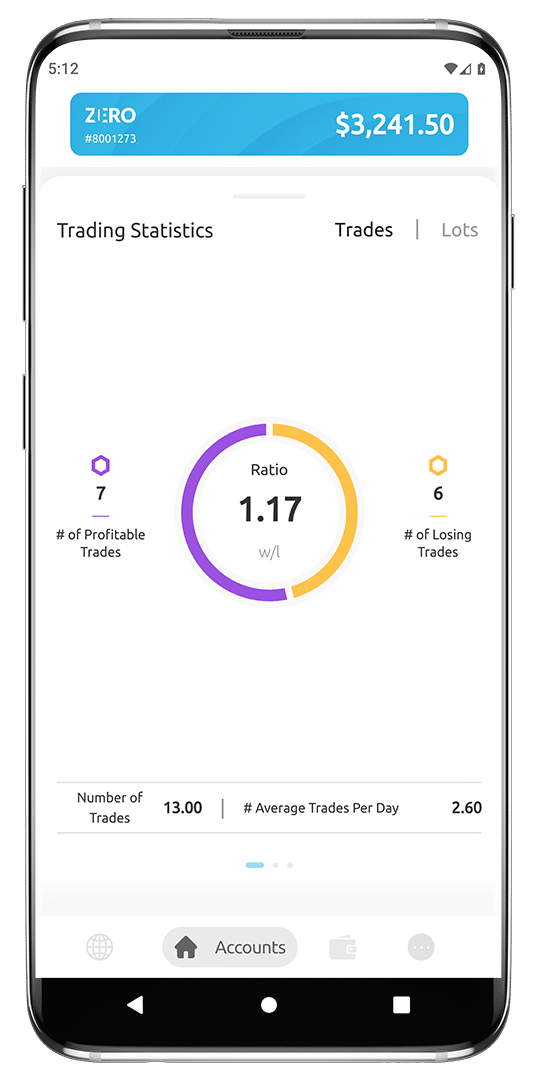 5:12
ZERO
$3,241.50
#8001273
Trading Statistics
Trades | Lots
Ratio
7
1.17
6
# of Profitable
Trades
w/l
# of Losing
Trades
Number of
Trades
13.00 | # Average Trades Per Day 2.60
Accounts